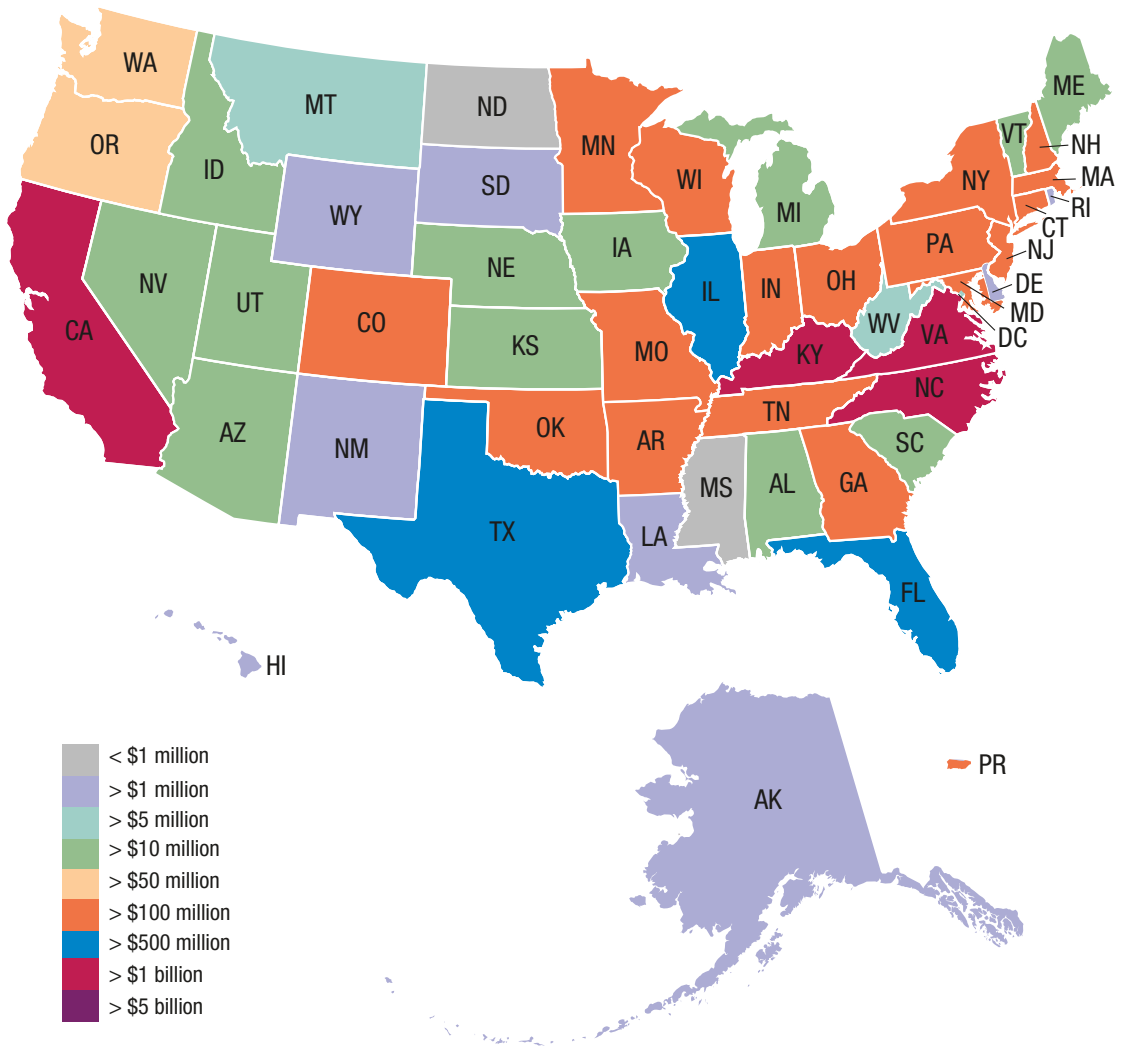 WA
MT
ND
MN
ME
VT
NH
OR
ID
SD
WI
NY
MA
WY
MI
RI
CT
NV
UT
NE
IA
PA
NJ
IL
IN
OH
DE
MD
CA
CO
KS
MO
KY
WV
VA
DC
AZ
NM
OK
AR
TN
NC
SC
TX
LA
MS
AL
GA
FL
HI
AK
PR
< $1 million
> $1 million
> $5 million
> $10 million
> $50 million
> $100 million
> $500 million
> $1 billion
> $5 billion